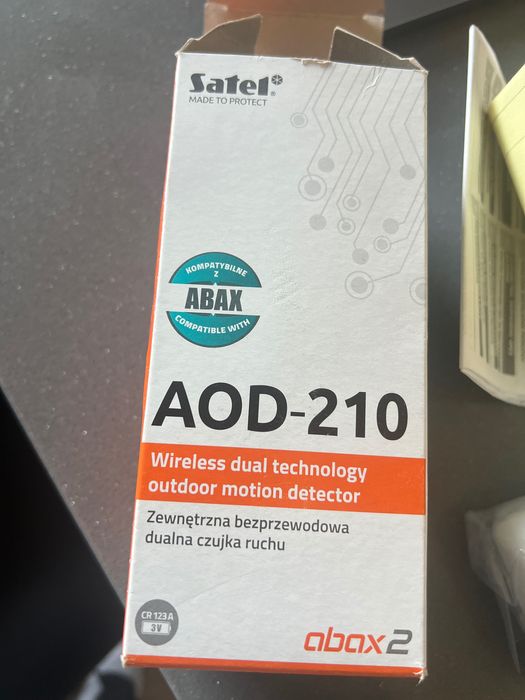 Satel®
MADE TO PROTECT
KOMPATYBILNE
Z
ABAX
COMPATIBLE WITH
AOD-210
Wireless dual technology
outdoor motion detector
Zewnętrzna bezprzewodowa
dualna czujka ruchu
CR 123A
3V
abax2